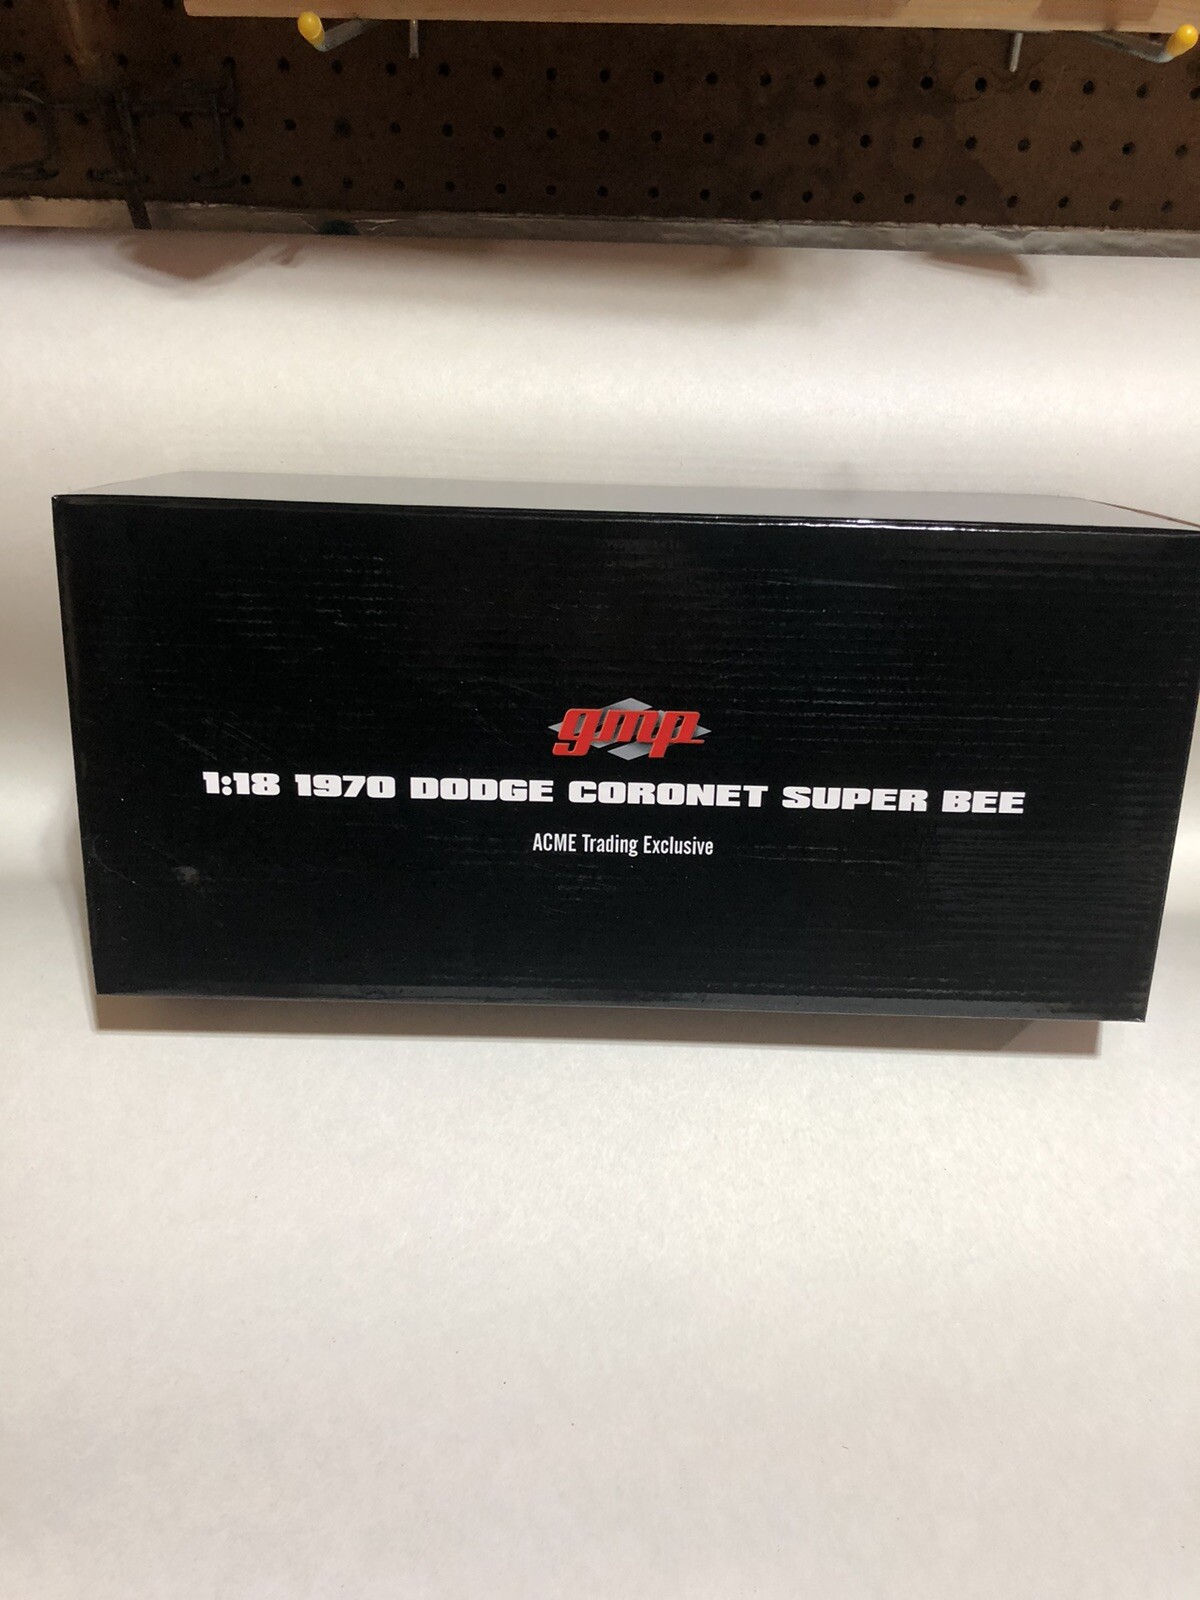 gmp
1:18 1970 DODGE CORONET SUPER BEE
ACME Trading Exclusive